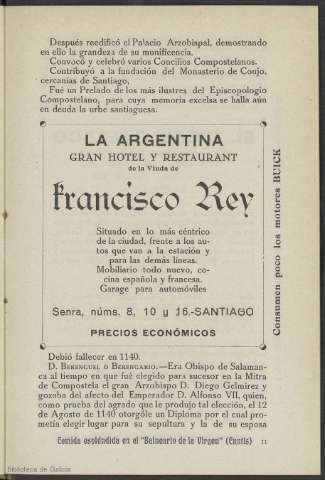 Después reedificó el Palacio Arzobispal, demostrando
en ello la grandeza de su munificencia.
Convocó y celebró varios Concilios Compostelanos.
Contribuyó a la fundación del Monasterio de Conjo,
cercanías de Santiago.
Fué un Prelado de los más ilustres del Episcopologio
Compostelano, para cuya memoria excelsa se halla aún
en deuda la urbe santiaguesa.
LA ARGENTINA
GRAN HOTEL Y RESTAURANT
de la Viuda de
Francisco Rey
Situado en lo más céntrico
de la ciudad, frente a los au-
tos que van a la estación y
para las demás líneas.
Mobiliario todo nuevo, co-
cina española y francesa.
Garage para automóviles
Senra, núms. 8, 10 y 16.-SANTIAGO
PRECIOS ECONÓMICOS
Consumen poco los motores BUICK
Debió fallecer en 1140.
D. BERENGUEL O BERENGARIO.—Era Obispo de Salaman-
ca al tiempo en que fué elegido para sucesor en la Mitra
de Compostela el gran Arzobispo D. Diego Gelmirez y
gozaba del afecto del Emperador D. Alfonso VII, quien,
como prueba del agrado que le produjo tal elección, el 12
de Agosto de 1140 otorgóle un Diploma por el cual pro-
metía elegir lugar para su sepultura y la de su esposa
Comida espléndida en el "Balneario de la Virgen" (Cuntis) 11
Biblioteca de Galicia